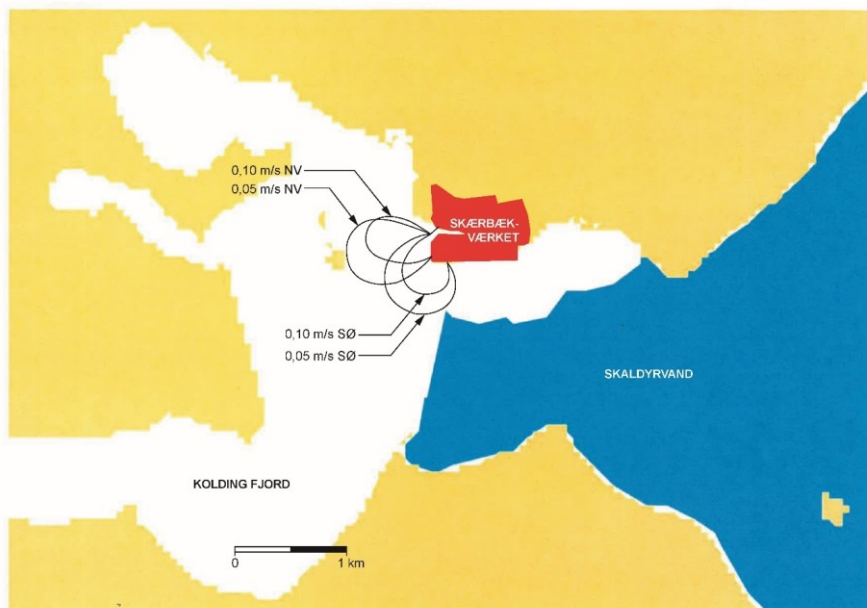 0,10 m/s NV
0,05 m/s NV
SKÆRBÆK-
VÆRKET
0,10 m/s SØ
0,05 m/s SØ
SKALDYRVAND
KOLDING FJORD
0
1 km